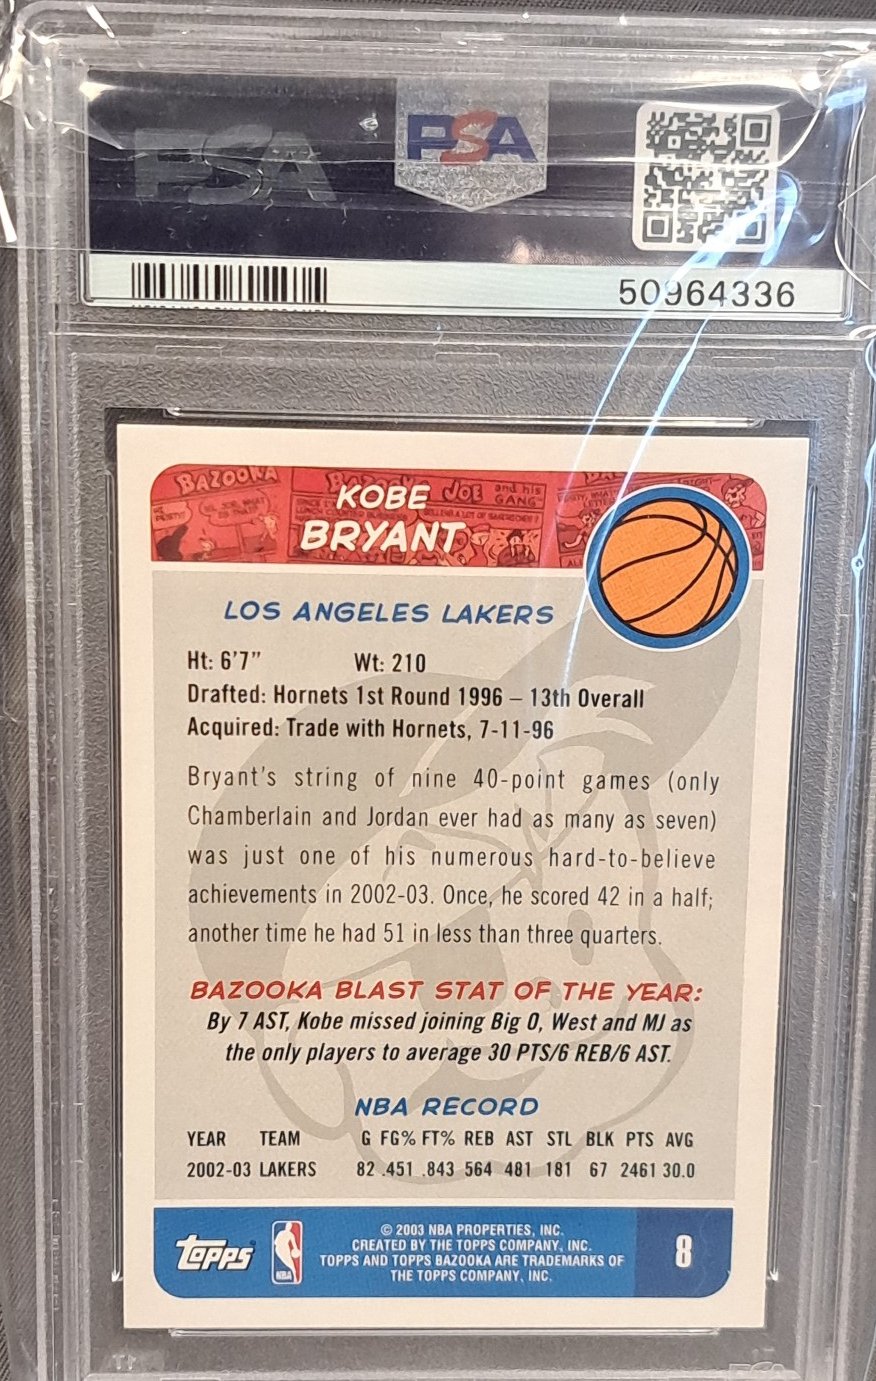 PSA
PSA
50964336
BAZOOKA
BAZOOKA
JOE and his GANG
KOBE
BRYANT
LOS ANGELES LAKERS
Ht: 6'7" Wt: 210
Drafted: Hornets 1st Round 1996 – 13th Overall
Acquired: Trade with Hornets, 7-11-96
Bryant's string of nine 40-point games (only
Chamberlain and Jordan ever had as many as seven)
was just one of his numerous hard-to-believe
achievements in 2002-03. Once, he scored 42 in a half;
another time he had 51 in less than three quarters.
BAZOOKA BLAST STAT OF THE YEAR:
By 7 AST, Kobe missed joining Big O, West and MJ as
the only players to average 30 PTS/6 REB/6 AST.
NBA RECORD
YEAR TEAM G FG% FT% REB AST STL BLK PTS AVG
2002-03 LAKERS 82 .451 .843 564 481 181 67 2461 30.0
Topps
NBA
© 2003 NBA PROPERTIES, INC.
CREATED BY THE TOPPS COMPANY, INC.
TOPPS AND TOPPS BAZOOKA ARE TRADEMARKS OF
THE TOPPS COMPANY, INC.
8
PSA